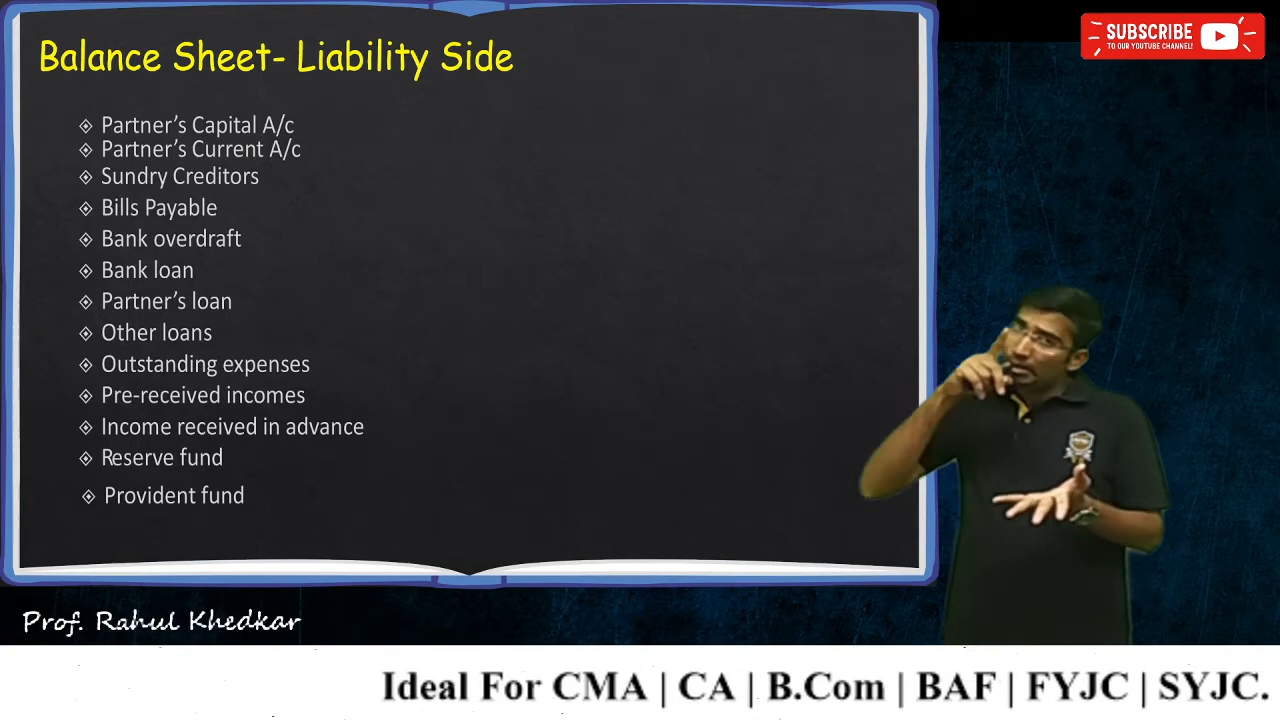 Balance Sheet- Liability Side
SUBSCRIBE
TO OUR YOUTUBE CHANNEL!
Partner's Capital A/c
Partner's Current A/c
Sundry Creditors
Bills Payable
Bank overdraft
Bank loan
Partner's loan
Other loans
Outstanding expenses
Pre-received incomes
Income received in advance
Reserve fund
Provident fund
Prof. Rahul Khedkar
Ideal For CMA | CA | B.Com | BAF | FYJC | SYJC.